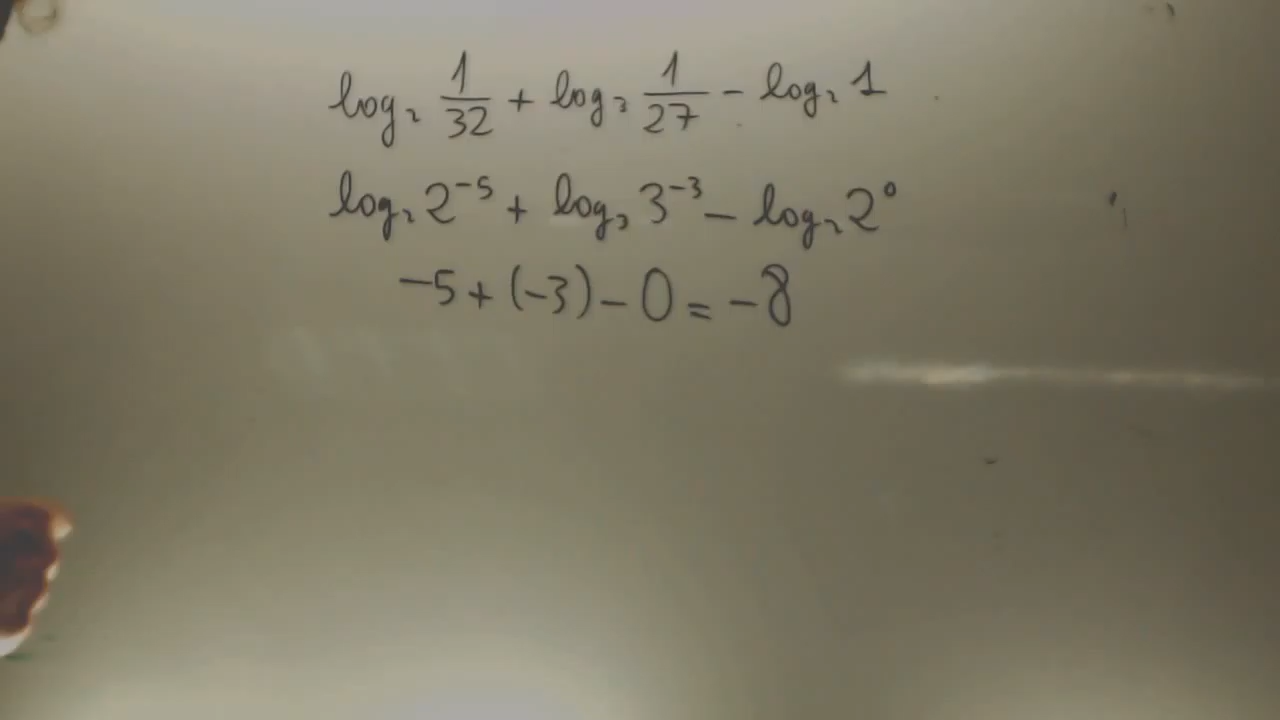 log₂ 1/32 + log₃ 1/27 - log₂ 1
log₂ 2⁻⁵ + log₃ 3⁻³ - log₂ 2⁰
-5 + (-3) - 0 = -8